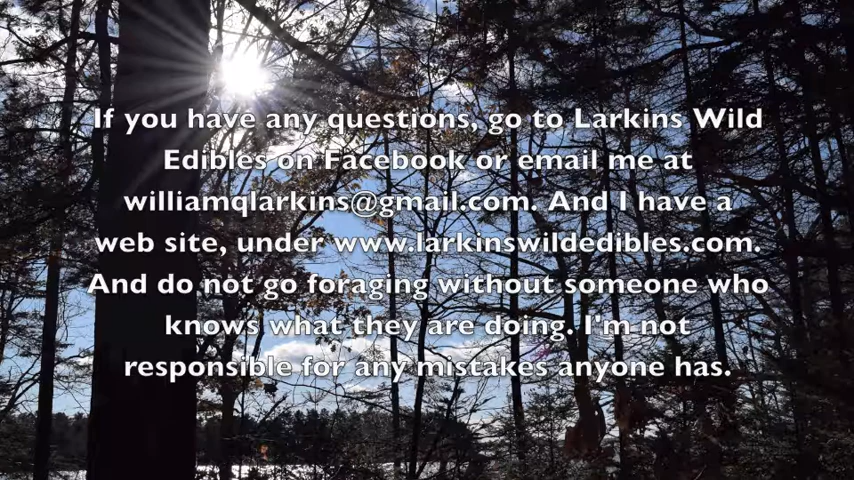 If you have any questions, go to Larkins Wild
Edibles on Facebook or email me at
williamqlarkins@gmail.com. And I have a
web site, under www.larkinswildedibles.com.
And do not go foraging without someone who
knows what they are doing. I'm not
responsible for any mistakes anyone has.